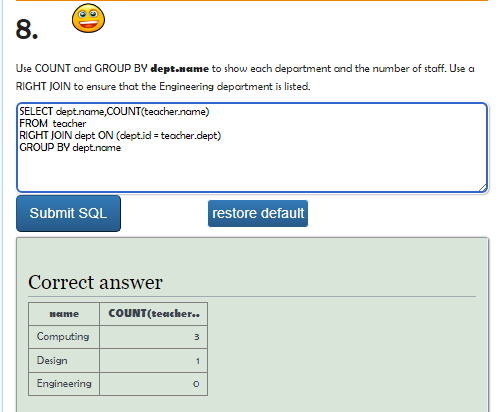 8.
Use COUNT and GROUP BY dept.name to show each department and the number of staff. Use a
RIGHT JOIN to ensure that the Engineering department is listed.
SELECT dept.name,COUNT(teacher.name)
FROM teacher
RIGHT JOIN dept ON (dept.id = teacher.dept)
GROUP BY dept.name
Submit SQL restore default
Correct answer
name COUNT(teacher..
Computing 3
Design 1
Engineering 0